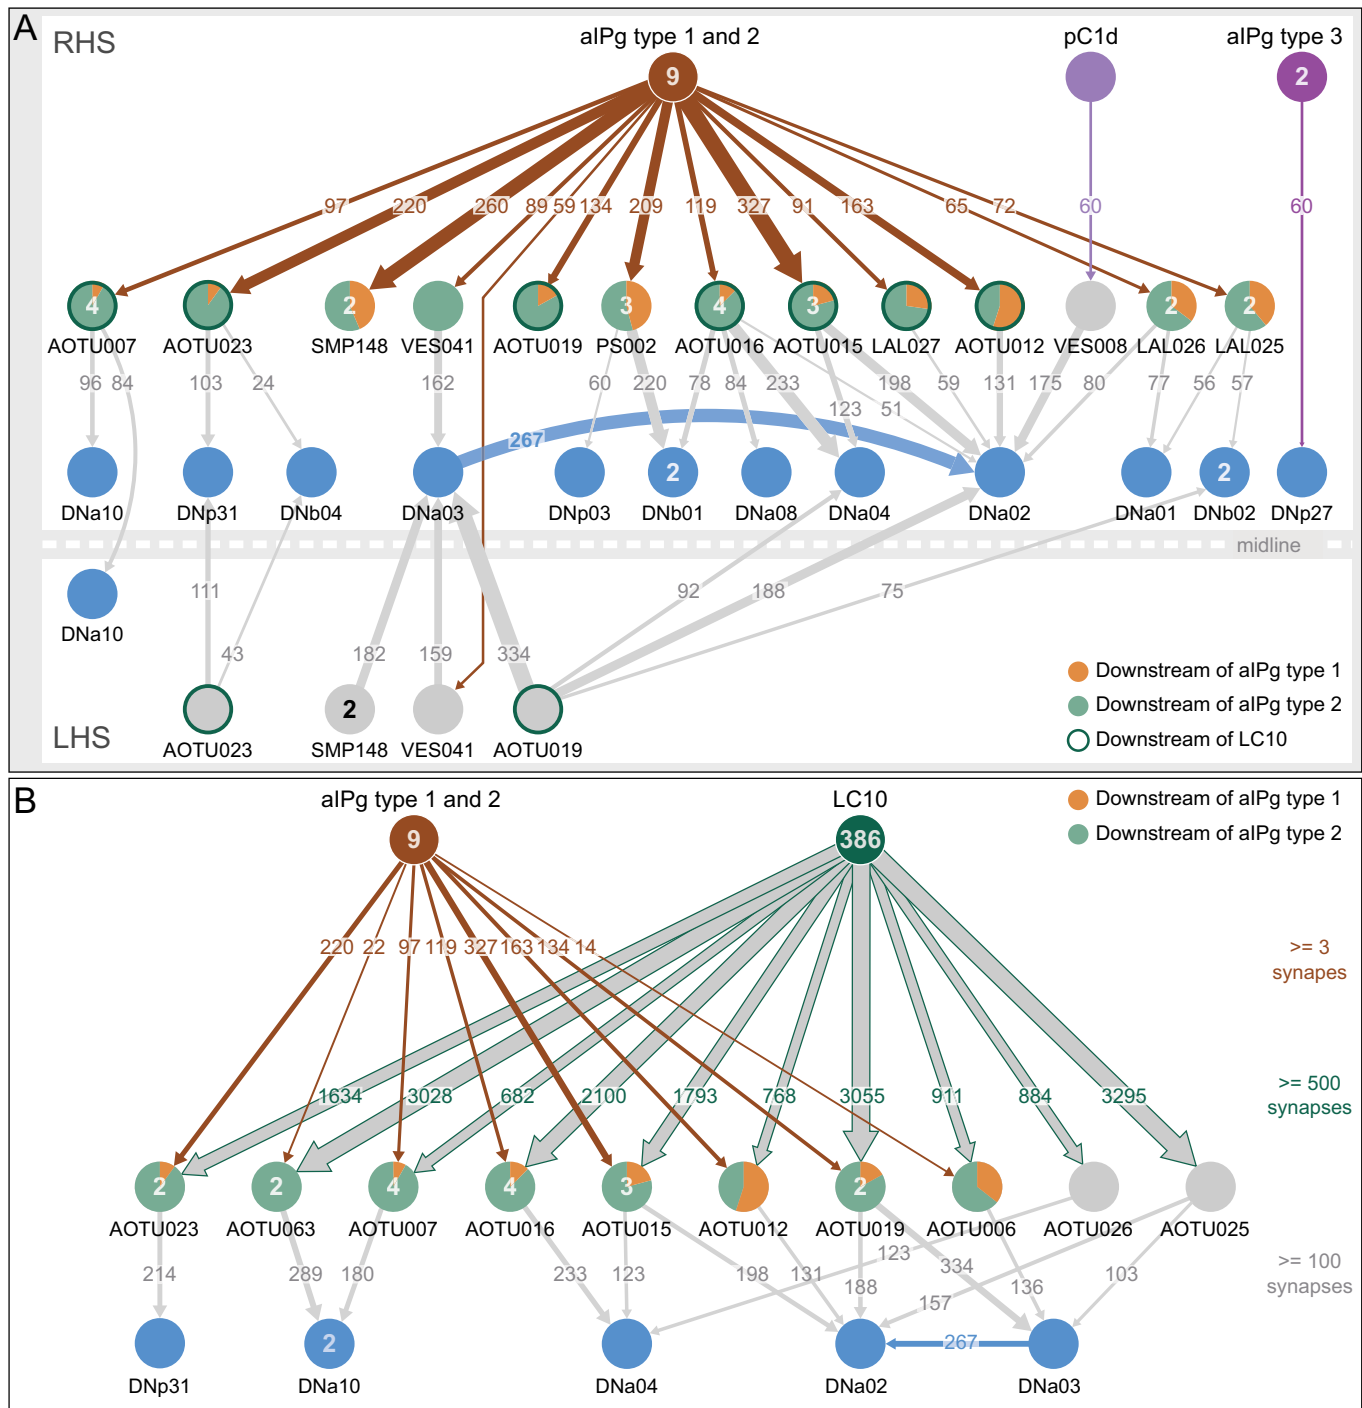 A
RHS
aIPg type 1 and 2
pC1d
aIPg type 3
9
2
97
220
260
89
59
134
209
119
327
91
163
65
72
60
60
4
2
3
4
3
2
2
AOTU007
AOTU023
SMP148
VES041
AOTU019
PS002
AOTU016
AOTU015
LAL027
AOTU012
VES008
LAL026
LAL025
96
84
103
24
162
60
220
78
84
233
198
59
131
175
80
77
56
57
123
51
267
2
2
DNa10
DNp31
DNb04
DNa03
DNp03
DNb01
DNa08
DNa04
DNa02
DNa01
DNb02
DNp27
midline
111
92
188
75
DNa10
43
182
159
334
Downstream of aIPg type 1
Downstream of aIPg type 2
Downstream of LC10
2
LHS
AOTU023
SMP148
VES041
AOTU019
B
aIPg type 1 and 2
LC10
Downstream of aIPg type 1
Downstream of aIPg type 2
9
386
220
22
97
119
327
163
134
14
>= 3
synapes
1634
3028
682
2100
1793
768
3055
911
884
3295
>= 500
synapses
2
2
4
4
3
2
AOTU023
AOTU063
AOTU007
AOTU016
AOTU015
AOTU012
AOTU019
AOTU006
AOTU026
AOTU025
214
289
180
233
123
198
131
188
123
334
157
136
103
>= 100
synapses
2
267
DNp31
DNa10
DNa04
DNa02
DNa03